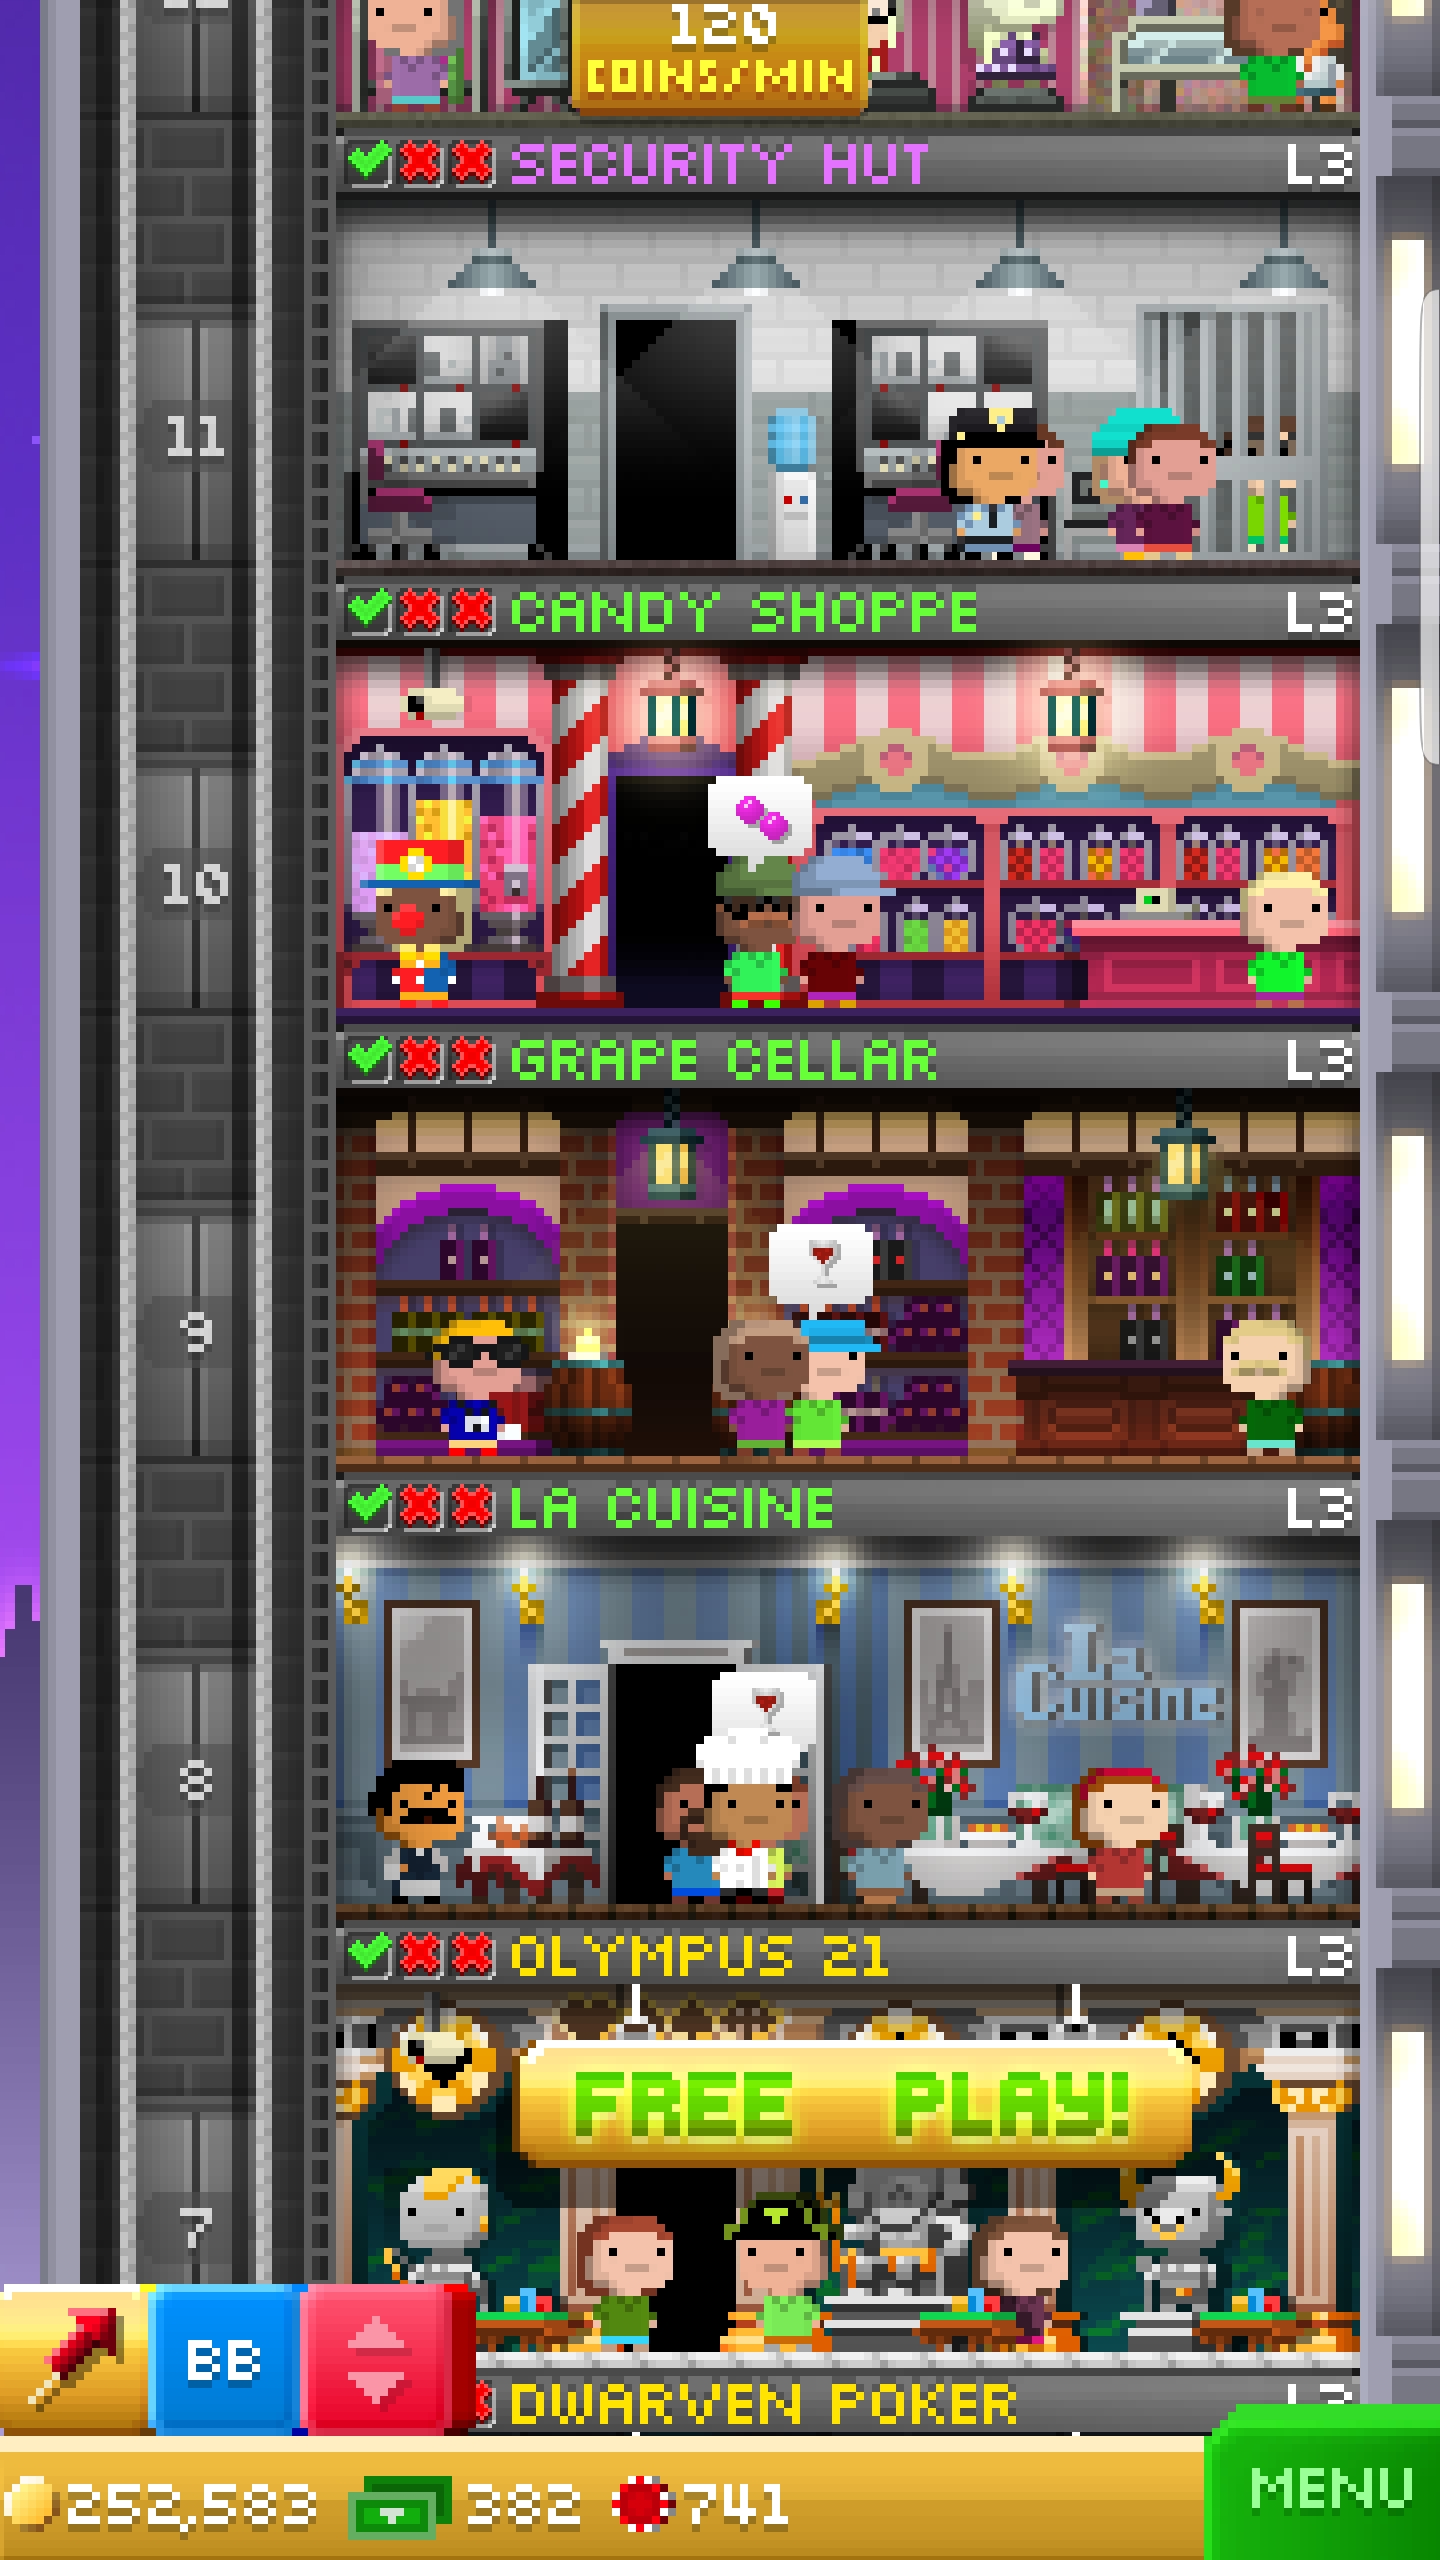 120
COINS/MIN
SECURITY HUT L3
11
CANDY SHOPPE L3
10
GRAPE CELLAR L3
9
LA CUISINE L3
La
Cuisine
8
OLYMPUS 21 L3
FREE PLAY!
7
BB
DWARVEN POKER L3
252,583 382 741
MENU